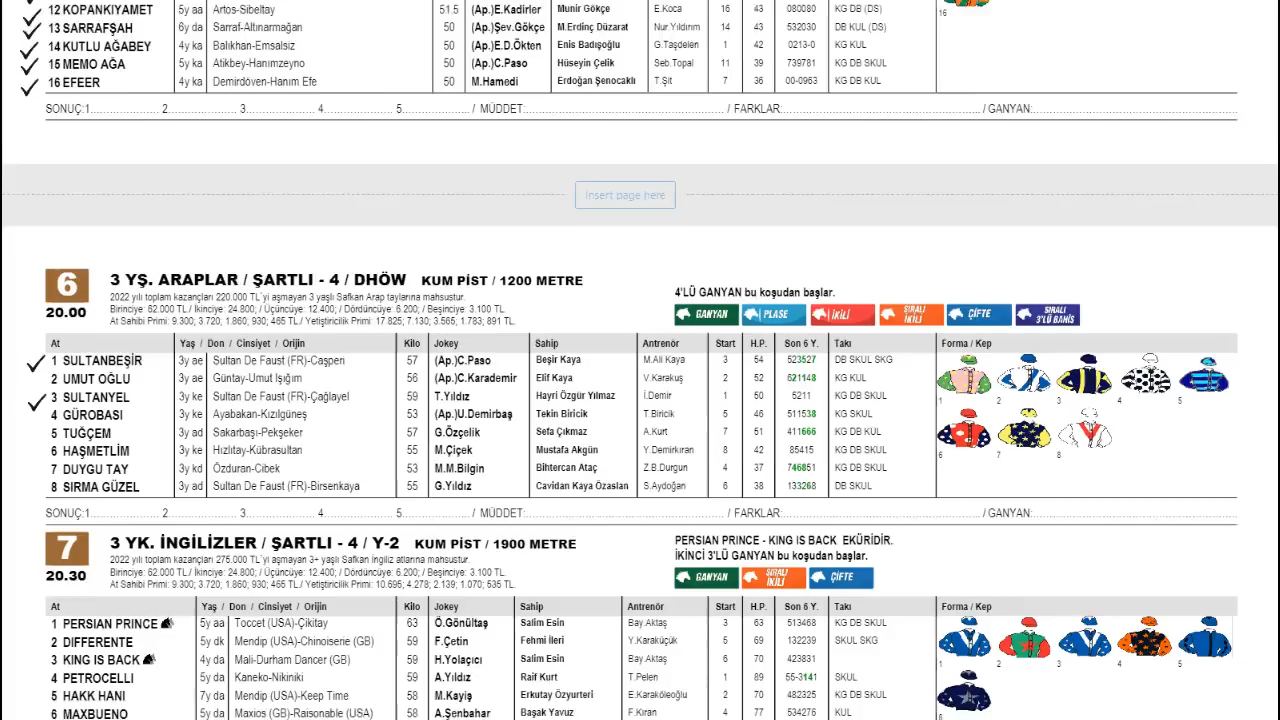 12 KOPANKIYAMET 5y aa Artos-Sibeltay 51.5 (Ap.)E.Kadirler Munir Gökçe E.Koca 16 43 080080 KG DB (DS)
16
13 SARRAFŞAH 6y da Sarraf-Altınarmağan 50 (Ap.)Şev.Gökçe M.Erdinç Düzarat Nur.Yıldırım 14 43 532030 KUL (DS)
14 KUTLU AĞABEY 4y ka Balıkhan-Emsalsiz 50 (Ap.)E.D.Ökten Enis Badışoğlu G.Taşdelen 1 42 0213-0 KG KUL
15 MEMO AĞA 5y ka Atikbey-Hanımzeyno 50 (Ap.)C.Paso Hüseyin Çelik Seb.Topal 11 39 739781 KG DB SKUL
16 EFEER 4y ka Demirdöven-Hanım Efe 50 M.Hamedi Erdoğan Şenocaklı T.Şit 7 36 00-0963 KG DB KUL
SONUÇ:1 2 3 4 5 / MÜDDET: / FARKLAR: / GANYAN:
Insert page here
6 3 YŞ. ARAPLAR / ŞARTLI - 4 / DHÖW KUM PİST / 1200 METRE
20.00
2022 yılı toplam kazançları 220.000 TL'yi aşmayan 3 yaşlı Safkan Arap taylarına mahsustur.
Birinciye: 62.000 TL / İkinciye: 24.800; / Üçüncüye: 12.400; / Dördüncüye: 6.200; / Beşinciye: 3.100 TL.
At Sahibi Primi: 9.300; 3.720; 1.860; 930; 465 TL / Yetiştiricilik Primi: 17.825; 7.130; 3.565; 1.783; 891 TL.
4'LÜ GANYAN bu koşudan başlar.
GANYAN PLASE İKİLİ SIRALI İKİLİ ÇİFTE SIRALI 3'LÜ BAHİS
At Yaş / Don / Cinsiyet / Orijin Kilo Jokey Sahip Antrenör Start H.P. Son 6 Y. Takı Forma / Kep
1 SULTANBEŞİR 3y ae Sultan De Faust (FR)-Casperi 57 (Ap.)C.Paso Beşir Kaya M.Ali Kaya 3 54 523527 DB SKUL SKG
2 UMUT OĞLU 3y ae Güntay-Umut Işığım 56 (Ap.)C.Karademir Elif Kaya V.Karakuş 2 52 621148 KG KUL
3 SULTANYEL 3y ke Sultan De Faust (FR)-Çağlayel 59 T.Yıldız Hayri Özgür Yılmaz İ.Demir 1 50 5211 KG DB SKUL
1 2 3 4 5
4 GÜROBASI 3y ke Ayabakan-Kızılgüneş 53 (Ap.)U.Demirbaş Tekin Biricik T.Biricik 5 46 511538 KG SKUL
5 TUĞÇEM 3y ad Sakarbaşı-Pekşeker 57 G.Özçelik Sefa Çıkmaz A.Kurt 7 51 411666 KG DB SKUL
6 HAŞMETLİM 3y ke Hızlıtay-Kübrasultan 55 M.Çiçek Mustafa Akgün Y.Demirkıran 8 42 85415 KG DB SKUL
6 7 8
7 DUYGU TAY 3y kd Özduran-Cibek 53 M.M.Bilgin Bihtercan Ataç Z.B.Durgun 4 37 746851 KG DB SKUL
8 SIRMA GÜZEL 3y ad Sultan De Faust (FR)-Birsenkaya 55 G.Yıldız Cavidan Kaya Özaslan S.Aydoğan 6 38 133268 DB SKUL
SONUÇ:1 2 3 4 5 / MÜDDET: / FARKLAR: / GANYAN:
7 3 YK. İNGİLİZLER / ŞARTLI - 4 / Y-2 KUM PİST / 1900 METRE
20.30
2022 yılı toplam kazançları 275.000 TL'yi aşmayan 3+ yaşlı Safkan İngiliz atlarına mahsustur.
Birinciye: 62.000 TL / İkinciye: 24.800; / Üçüncüye: 12.400; / Dördüncüye: 6.200; / Beşinciye: 3.100 TL.
At Sahibi Primi: 9.300; 3.720; 1.860; 930; 465 TL / Yetiştiricilik Primi: 10.695; 4.278; 2.139; 1.070; 535 TL.
PERSIAN PRINCE - KING IS BACK EKÜRİDİR.
İKİNCİ 3'LÜ GANYAN bu koşudan başlar.
GANYAN SIRALI İKİLİ ÇİFTE
At Yaş / Don / Cinsiyet / Orijin Kilo Jokey Sahip Antrenör Start H.P. Son 6 Y. Takı Forma / Kep
1 PERSIAN PRINCE 5y aa Toccet (USA)-Çikitay 63 Ö.Gönültaş Salim Esin Bay.Aktaş 3 63 513468 KG DB SKUL
2 DIFFERENTE 5y dk Mendip (USA)-Chinoiserie (GB) 59 F.Çetin Fehmi İleri Y.Karaküçük 5 69 132239 SKUL SKG
3 KING IS BACK 4y da Mali-Durham Dancer (GB) 59 H.Yolaçıcı Salim Esin Bay.Aktaş 6 70 423831
1 2 3 4 5
4 PETROCELLI 5y da Kaneko-Nikiniki 59 A.Yıldız Raif Kurt T.Pelen 1 89 55-3141 SKUL
5 HAKK HANI 7y da Mendip (USA)-Keep Time 58 M.Kayiş Erkutay Özyurteri E.Karaköleoğlu 2 70 482325 KG DB SKUL
6 MAXBUENO 5y da Maxios (GB)-Raisonable (USA) 58 A.Şenbahar Başak Yavuz F.Kıran 4 77 534276 KUL
6